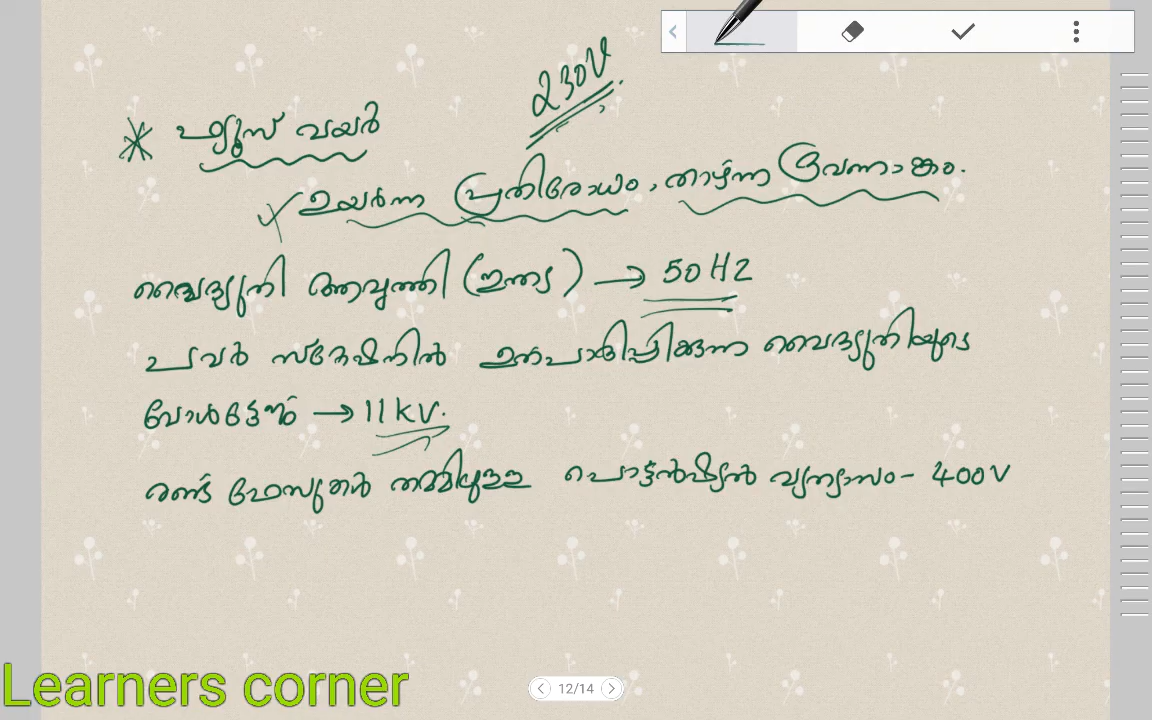 230V.
* ഫ്യൂസ് വയർ
ഉയർന്ന പ്രതിരോധം, താഴ്ന്ന ദ്രവണാങ്കം.
വൈദ്യുതി ആവൃത്തി (ഇന്ത്യ) → 50 HZ
പവർ സ്റ്റേഷനിൽ ഉത്പാദിപ്പിക്കുന്ന വൈദ്യുതിയുടെ
വോൾട്ടേജ് → 11 kV.
രണ്ട് ഫേസുകൾ തമ്മിലുള്ള പൊട്ടൻഷ്യൽ വ്യത്യാസം - 400V
Learners corner
12/14